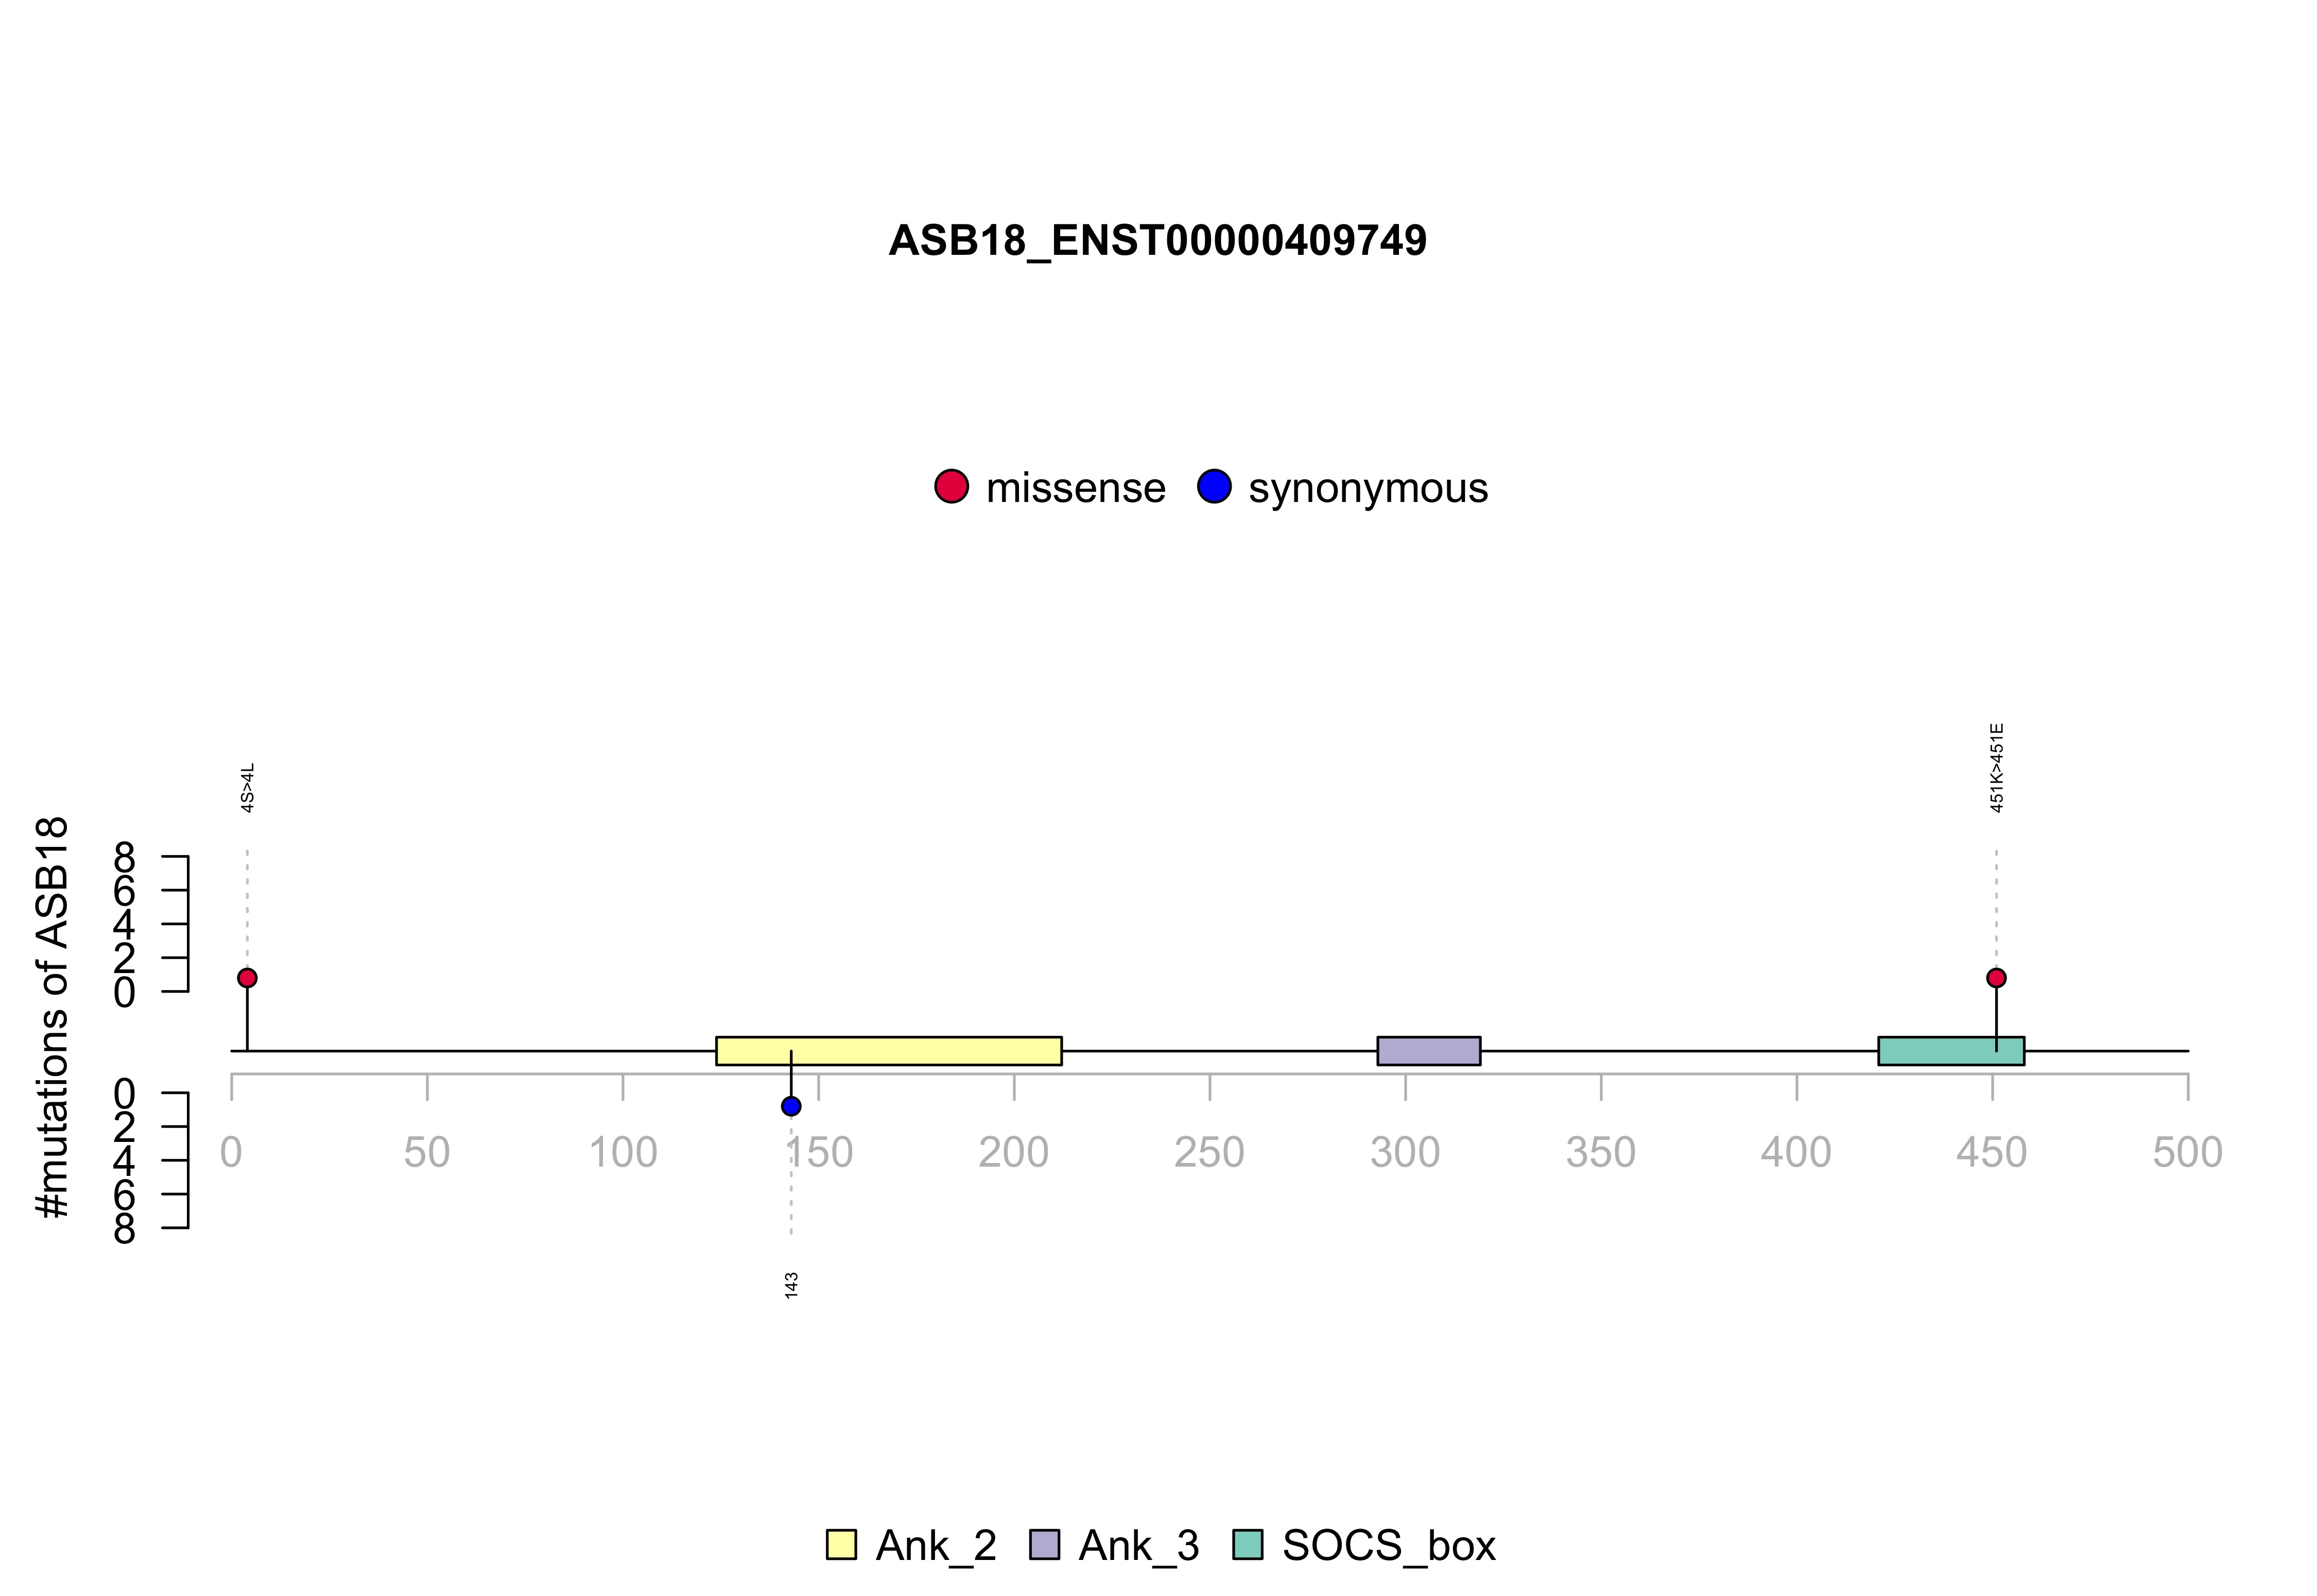 ASB18_ENST00000409749
missense synonymous
4S>4L
451K>451E
#mutations of ASB18
8
6
4
2
0
0
2
4
6
8
0 50 100 150 200 250 300 350 400 450 500
143
Ank_2 Ank_3 SOCS_box